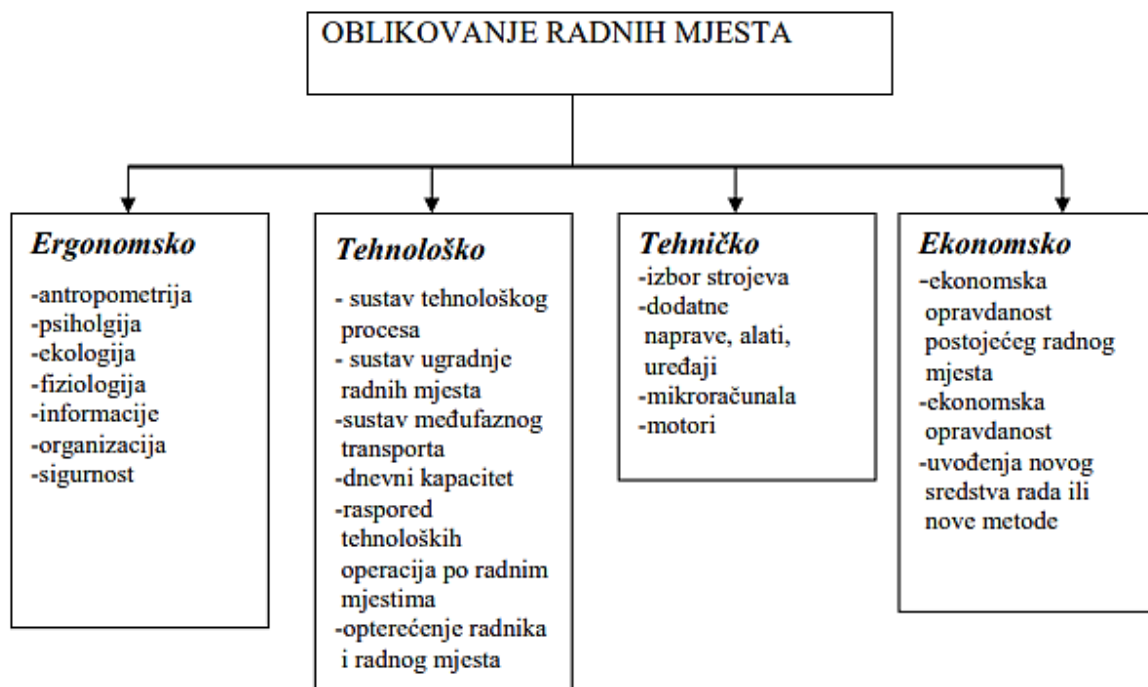 OBLIKOVANJE RADNIH MJESTA
Ergonomsko
-antropometrija
-psiholgija
-ekologija
-fiziologija
-informacije
-organizacija
-sigurnost
Tehnološko
- sustav tehnološkog
procesa
- sustav ugradnje
radnih mjesta
-sustav međufaznog
transporta
-dnevni kapacitet
-raspored
tehnoloških
operacija po radnim
mjestima
-opterećenje radnika
i radnog mjesta
Tehničko
-izbor strojeva
-dodatne
naprave, alati,
uređaji
-mikroračunala
-motori
Ekonomsko
-ekonomska
opravdanost
postojećeg radnog
mjesta
-ekonomska
opravdanost
-uvođenja novog
sredstva rada ili
nove metode